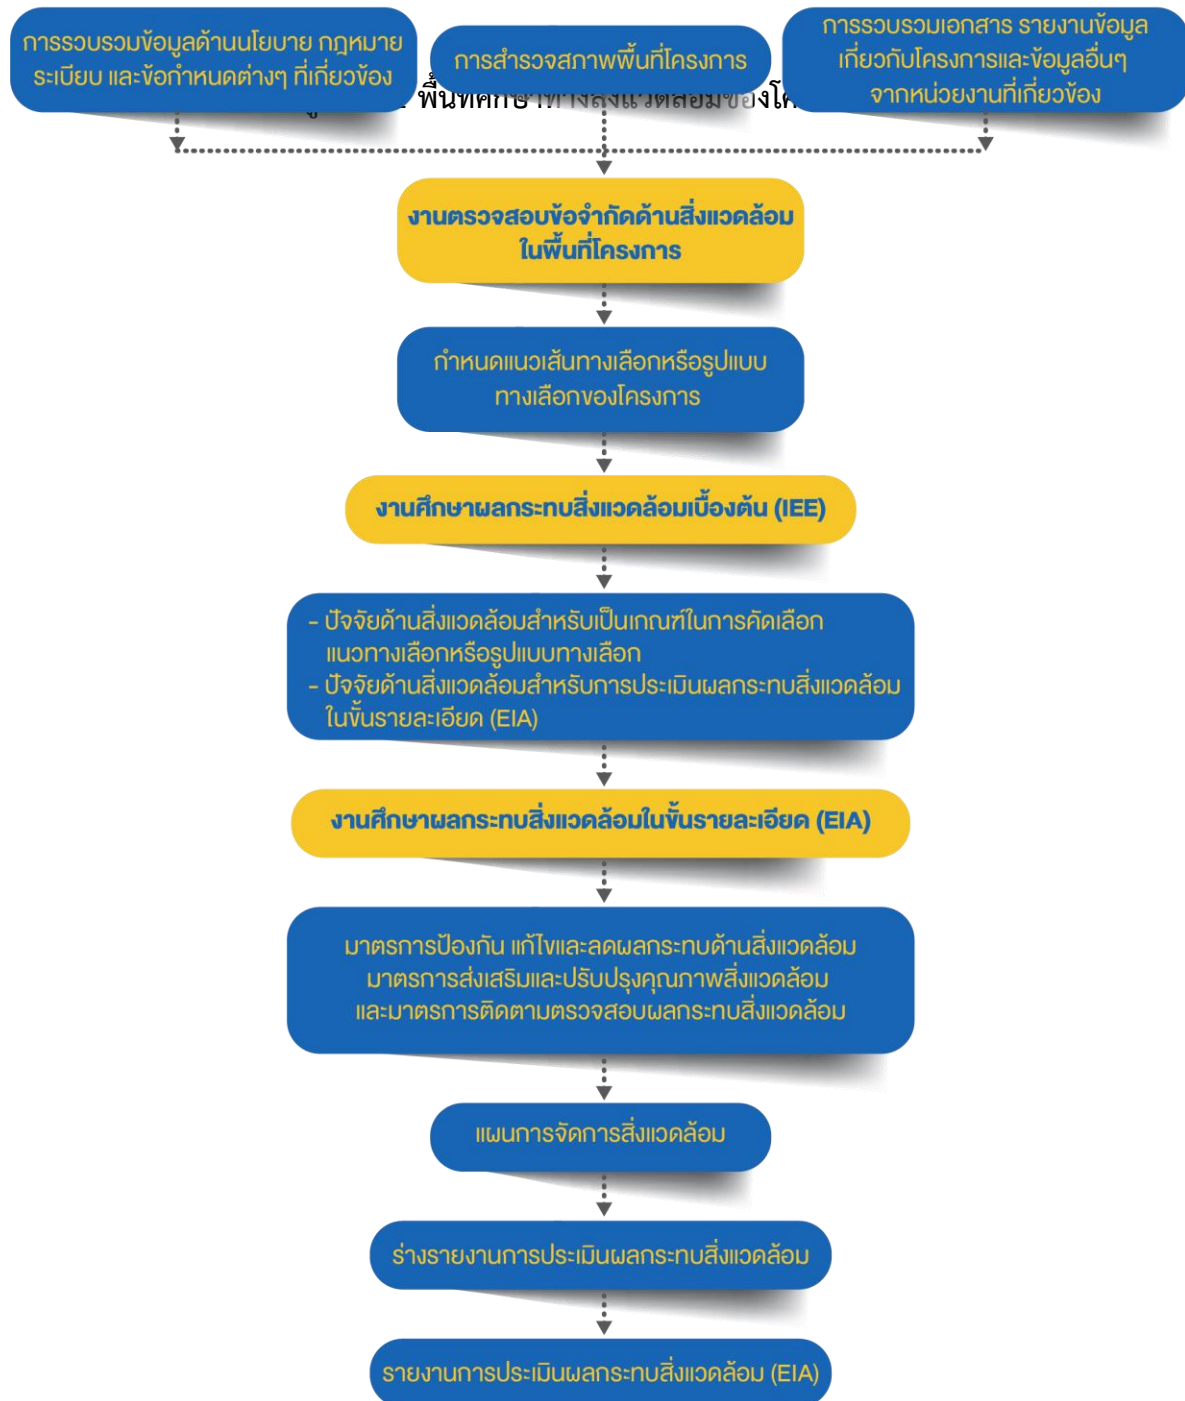 การรวบรวมข้อมูลด้านนโยบาย กฎหมาย
ระเบียบ และข้อกำหนดต่างๆ ที่เกี่ยวข้อง
การสำรวจสภาพพื้นที่โครงการ
การรวบรวมเอกสาร รายงานข้อมูล
เกี่ยวกับโครงการและข้อมูลอื่นๆ
จากหน่วยงานที่เกี่ยวข้อง
พื้นที่ศึกษาทางสิ่งแวดล้อมของ
งานตรวจสอบข้อจำกัดด้านสิ่งแวดล้อม
ในพื้นที่โครงการ
กำหนดแนวเส้นทางเลือกหรือรูปแบบ
ทางเลือกของโครงการ
งานศึกษาผลกระทบสิ่งแวดล้อมเบื้องต้น (IEE)
- ปัจจัยด้านสิ่งแวดล้อมสำหรับเป็นเกณฑ์ในการคัดเลือก
แนวทางเลือกหรือรูปแบบทางเลือก
- ปัจจัยด้านสิ่งแวดล้อมสำหรับการประเมินผลกระทบสิ่งแวดล้อม
ในขั้นรายละเอียด (EIA)
งานศึกษาผลกระทบสิ่งแวดล้อมในขั้นรายละเอียด (EIA)
มาตรการป้องกัน แก้ไขและลดผลกระทบด้านสิ่งแวดล้อม
มาตรการส่งเสริมและปรับปรุงคุณภาพสิ่งแวดล้อม
และมาตรการติดตามตรวจสอบผลกระทบสิ่งแวดล้อม
แผนการจัดการสิ่งแวดล้อม
ร่างรายงานการประเมินผลกระทบสิ่งแวดล้อม
รายงานการประเมินผลกระทบสิ่งแวดล้อม (EIA)